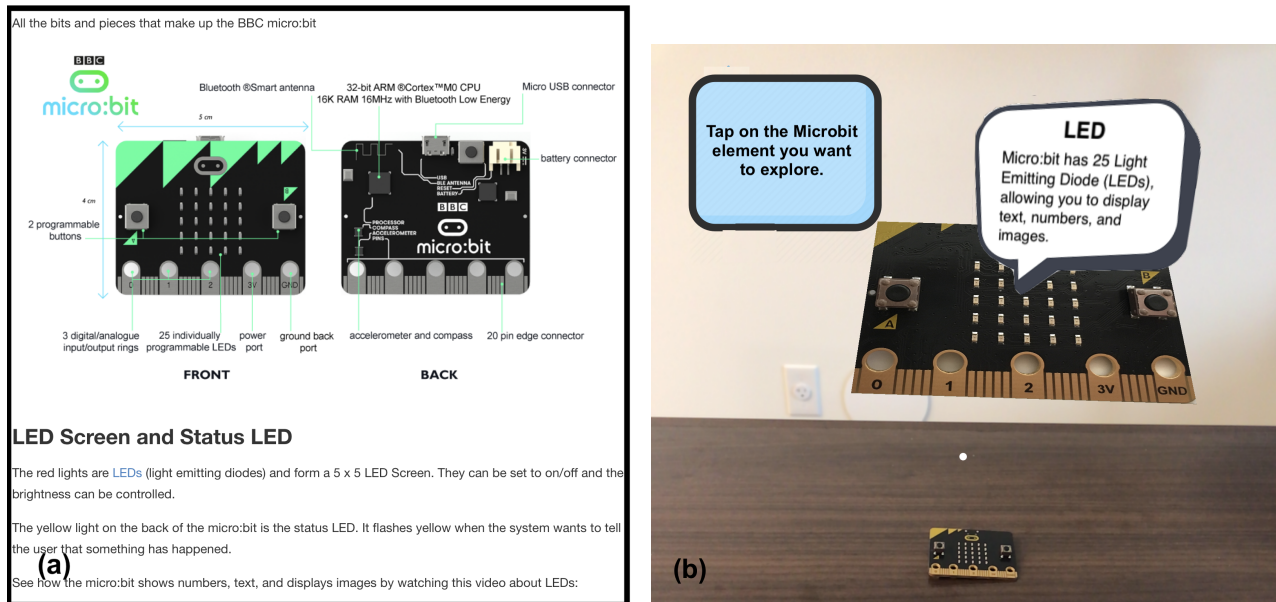 All the bits and pieces that make up the BBC micro:bit
BBC
micro:bit
Bluetooth ®Smart antenna
32-bit ARM ®Cortex™M0 CPU
16K RAM 16MHz with Bluetooth Low Energy
Micro USB connector
5 cm
battery connector
4 cm
2 programmable
buttons
A
B
0
1
2
3V
GND
USB
BLE ANTENNA
RESET
BATTERY
BBC
micro:bit
PROCESSOR
COMPASS
ACCELEROMETER
PINS
3 digital/analogue
input/output rings
25 individually
programmable LEDs
power
port
ground back
port
accelerometer and compass
20 pin edge connector
FRONT
BACK
LED Screen and Status LED
The red lights are LEDs (light emitting diodes) and form a 5 x 5 LED Screen. They can be set to on/off and the
brightness can be controlled.
The yellow light on the back of the micro:bit is the status LED. It flashes yellow when the system wants to tell
the user that something has happened.
See how the micro:bit shows numbers, text, and displays images by watching this video about LEDs:
(a)
Tap on the Microbit
element you want
to explore.
LED
Micro:bit has 25 Light
Emitting Diode (LEDs),
allowing you to display
text, numbers, and
images.
A
B
0
1
2
3V
GND
(b)